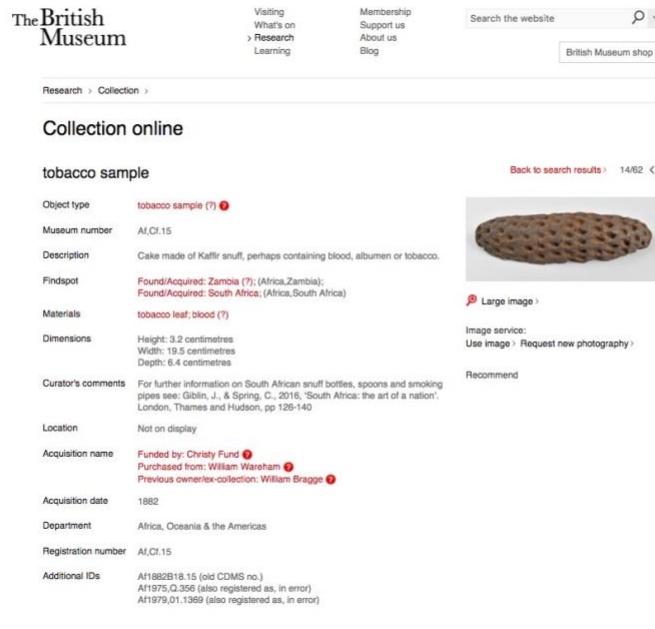 The British
Museum
Visiting
What's on
› Research
Learning
Membership
Support us
About us
Blog
Search the website
British Museum shop
Research › Collection ›
Collection online
tobacco sample
Back to search results › 14/62 <
Object type tobacco sample (?) ?
Museum number Af,Cf.15
Description Cake made of Kaffir snuff, perhaps containing blood, albumen or tobacco.
Findspot Found/Acquired: Zambia (?); (Africa,Zambia);
Found/Acquired: South Africa; (Africa,South Africa)
Materials tobacco leaf; blood (?)
Dimensions Height: 3.2 centimetres
Width: 19.5 centimetres
Depth: 6.4 centimetres
Curator's comments For further information on South African snuff bottles, spoons and smoking
pipes see: Giblin, J., & Spring, C., 2016, 'South Africa: the art of a nation'.
London, Thames and Hudson, pp 126-140
Location Not on display
Acquisition name Funded by: Christy Fund ?
Purchased from: William Wareham ?
Previous owner/ex-collection: William Bragge ?
Acquisition date 1882
Department Africa, Oceania & the Americas
Registration number Af,Cf.15
Additional IDs Af1882B18.15 (old CDMS no.)
Af1975,Q.356 (also registered as, in error)
Af1979,01.1369 (also registered as, in error)
Large image ›
Image service:
Use image › Request new photography ›
Recommend